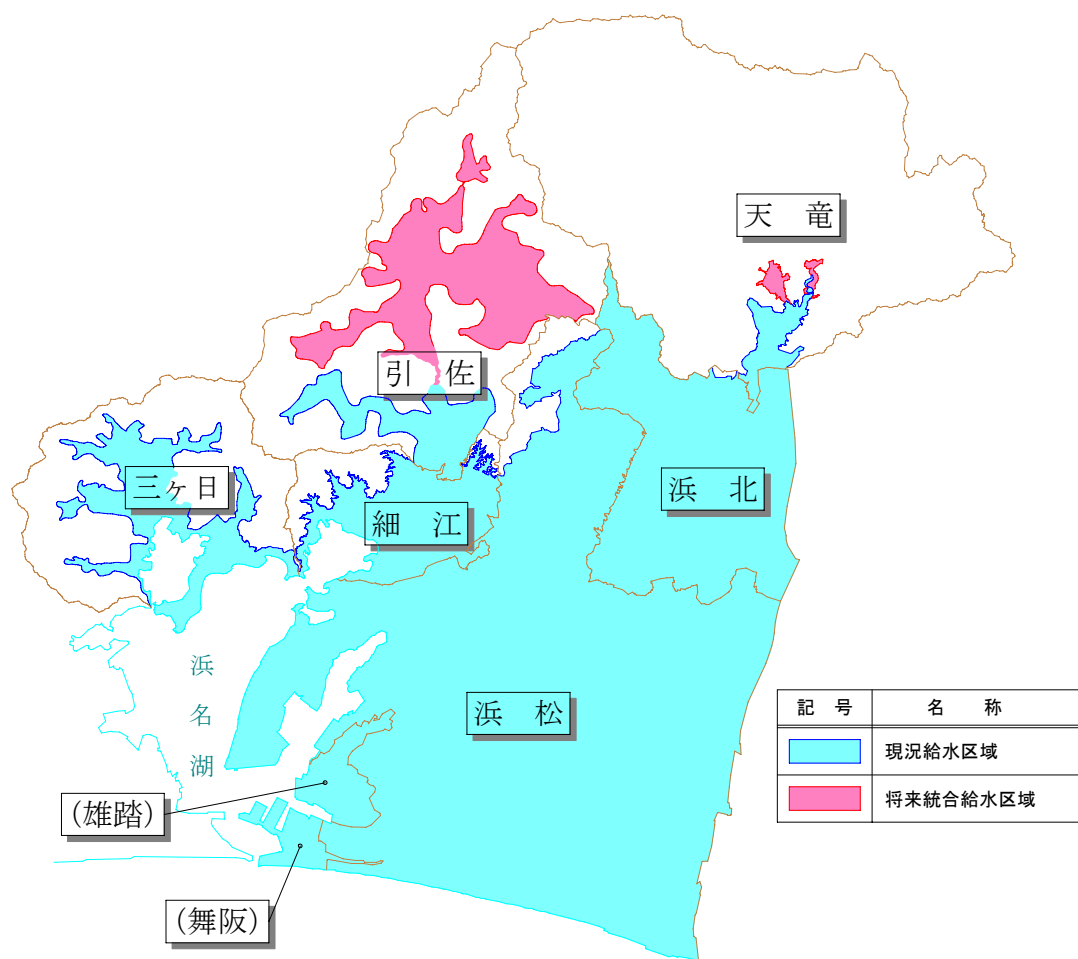 天 竜
引 佐
三ヶ日
浜 北
細 江
浜
名
湖
浜 松
(雄踏)
(舞阪)
記 号 名 称
現況給水区域
将来統合給水区域